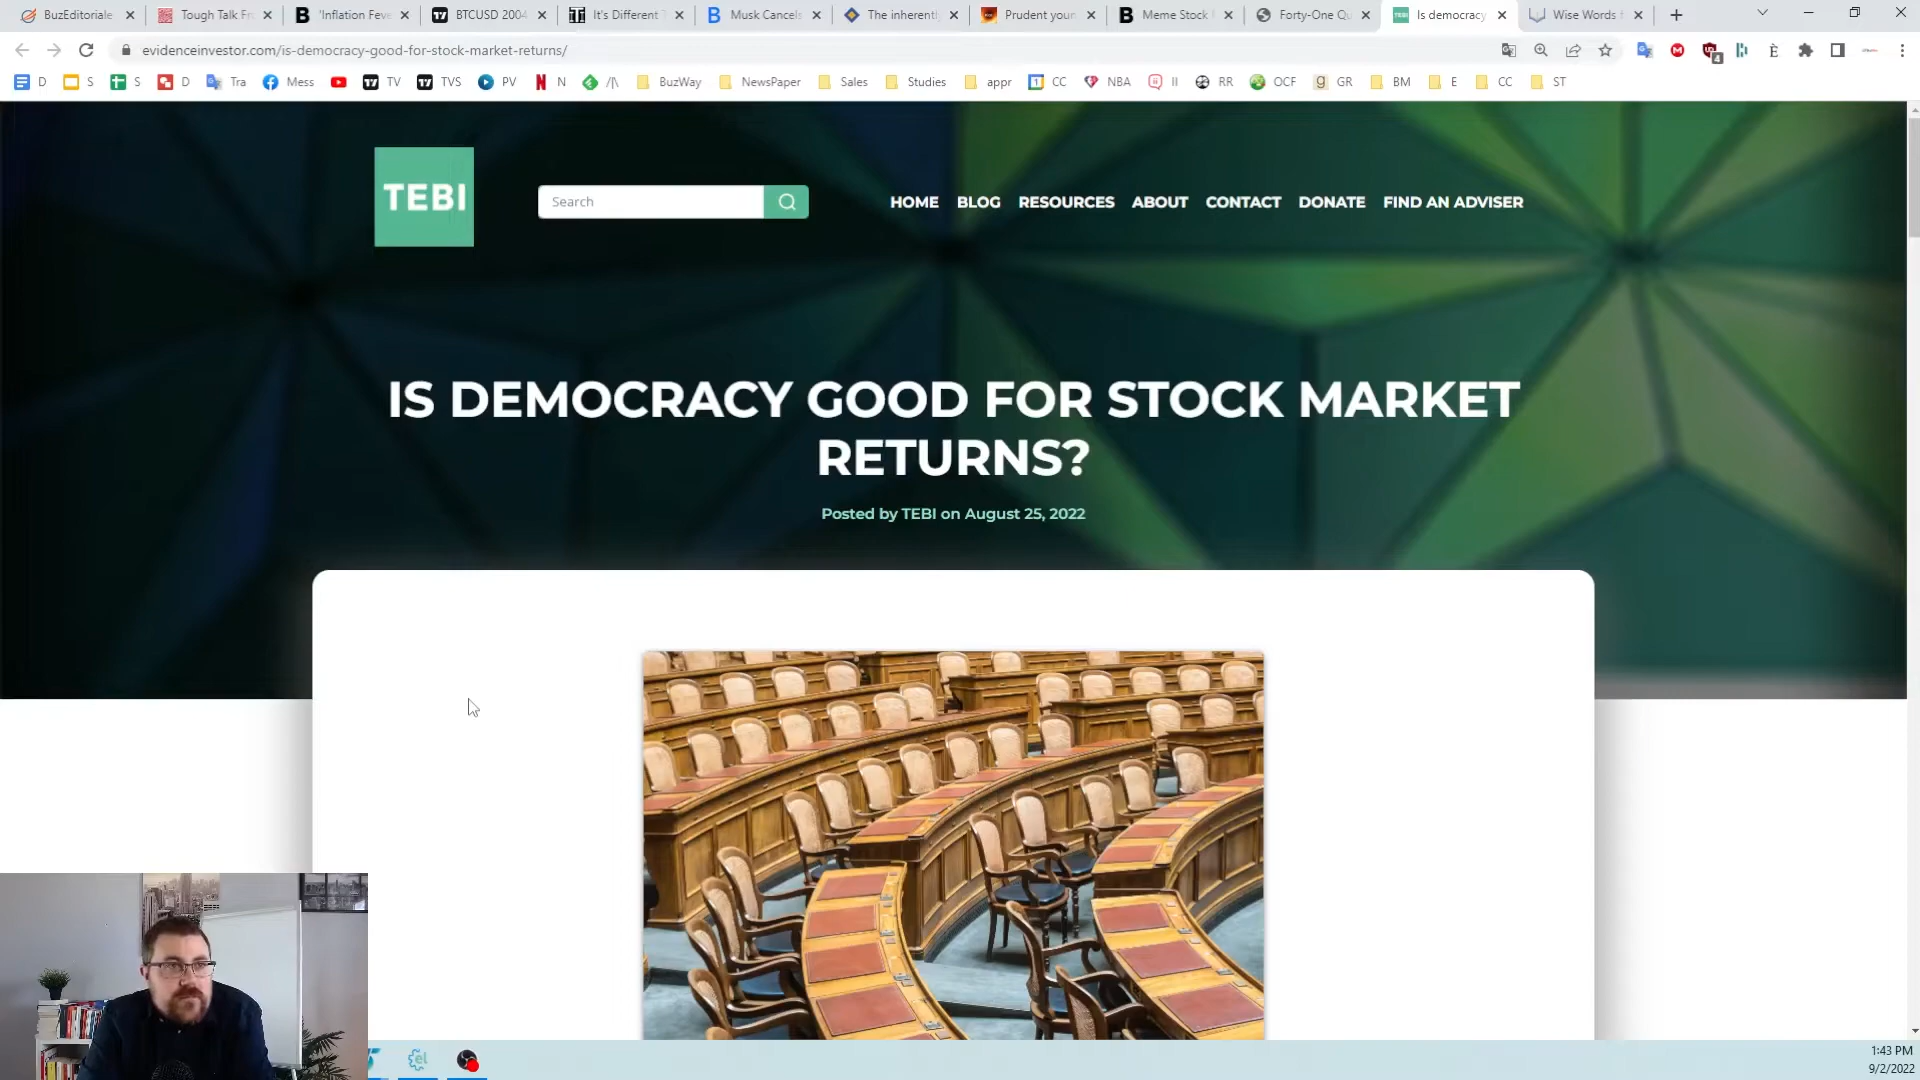 BuzEditoriale
Tough Talk Fr
'Inflation Feve
BTCUSD 2004
It's Different T
Musk Cancels
The inherentl
Prudent youn
Meme Stock
Forty-One Qu
Is democracy
Wise Words f
evidenceinvestor.com/is-democracy-good-for-stock-market-returns/
D S S D Tra Mess TV TVS PV N /|\ BuzWay NewsPaper Sales Studies appr CC NBA II RR OCF GR BM E CC ST
TEBI
Search
HOME BLOG RESOURCES ABOUT CONTACT DONATE FIND AN ADVISER
IS DEMOCRACY GOOD FOR STOCK MARKET
RETURNS?
Posted by TEBI on August 25, 2022
1:43 PM
9/2/2022